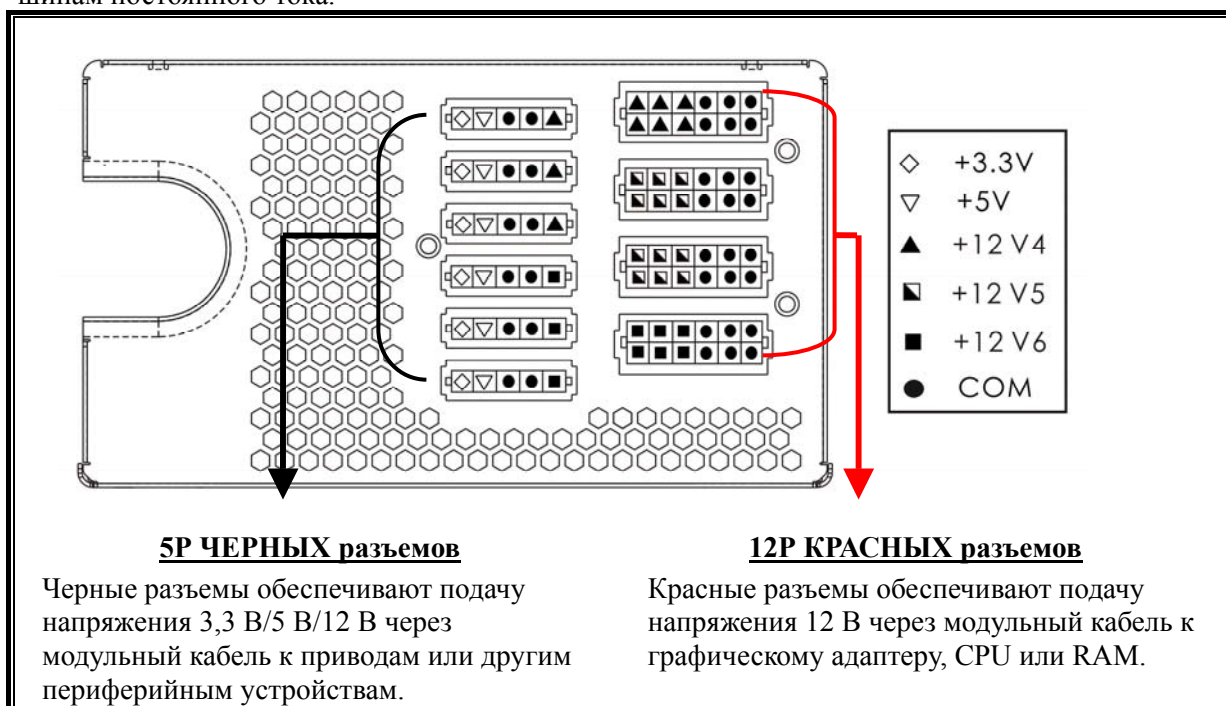 шинам постоянного тока.
+3.3V
+5V
+12 V4
+12 V5
+12 V6
COM
5P ЧЕРНЫХ разъемов
Черные разъемы обеспечивают подачу
напряжения 3,3 В/5 В/12 В через
модульный кабель к приводам или другим
периферийным устройствам.
12P КРАСНЫХ разъемов
Красные разъемы обеспечивают подачу
напряжения 12 В через модульный кабель к
графическому адаптеру, CPU или RAM.